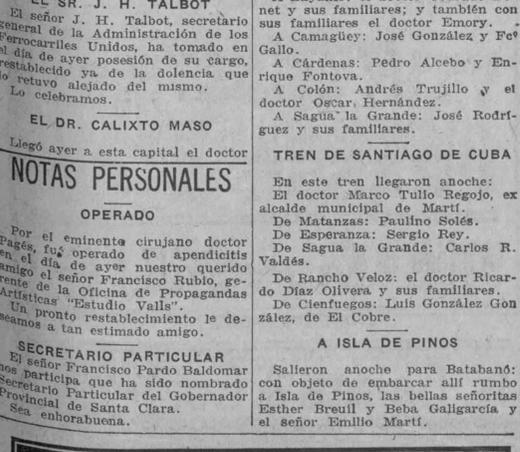 EL SR. J. H. TALBOT
El señor J. H. Talbot, secretario
general de la Administración de los
Ferrocarriles Unidos, ha tomado en
el día de ayer posesión de su cargo,
restablecido ya de la dolencia que
lo retuvo alejado del mismo.
Lo celebramos.
EL DR. CALIXTO MASO
Llegó ayer a esta capital el doctor
NOTAS PERSONALES
OPERADO
Por el eminente cirujano doctor
Pagés, fué operado de apendicitis
en el día de ayer nuestro querido
amigo el señor Francisco Rubio, ge-
rente de la Oficina de Propagandas
Artísticas "Estudio Valls".
Un pronto restablecimiento le de-
seamos a tan estimado amigo.
SECRETARIO PARTICULAR
El señor Francisco Pardo Baldomar
nos participa que ha sido nombrado
Secretario Particular del Gobernador
Provincial de Santa Clara.
Sea enhorabuena.
net y sus familiares; y también con
sus familiares el doctor Emory.
A Camagüey: José González y Fcº
Gallo.
A Cárdenas: Pedro Alcebo y En-
rique Fontova.
A Colón: Andrés Trujillo y el
doctor Oscar Hernández.
A Sagua la Grande: José Rodrí-
guez y sus familiares.
TREN DE SANTIAGO DE CUBA
En este tren llegaron anoche:
El doctor Marco Tulio Regojo, ex
alcalde municipal de Martí.
De Matanzas: Paulino Solés.
De Esperanza: Sergio Rey.
De Sagua la Grande: Carlos R.
Valdés.
De Rancho Veloz: el doctor Ricar-
do Díaz Olivera y sus familiares.
De Cienfuegos: Luis González Gon
zález, de El Cobre.
A ISLA DE PINOS
Salieron anoche para Batabanó:
con objeto de embarcar allí rumbo
a Isla de Pinos, las bellas señoritas
Esther Breuil y Beba Galigarcía y
el señor Emilio Martí.